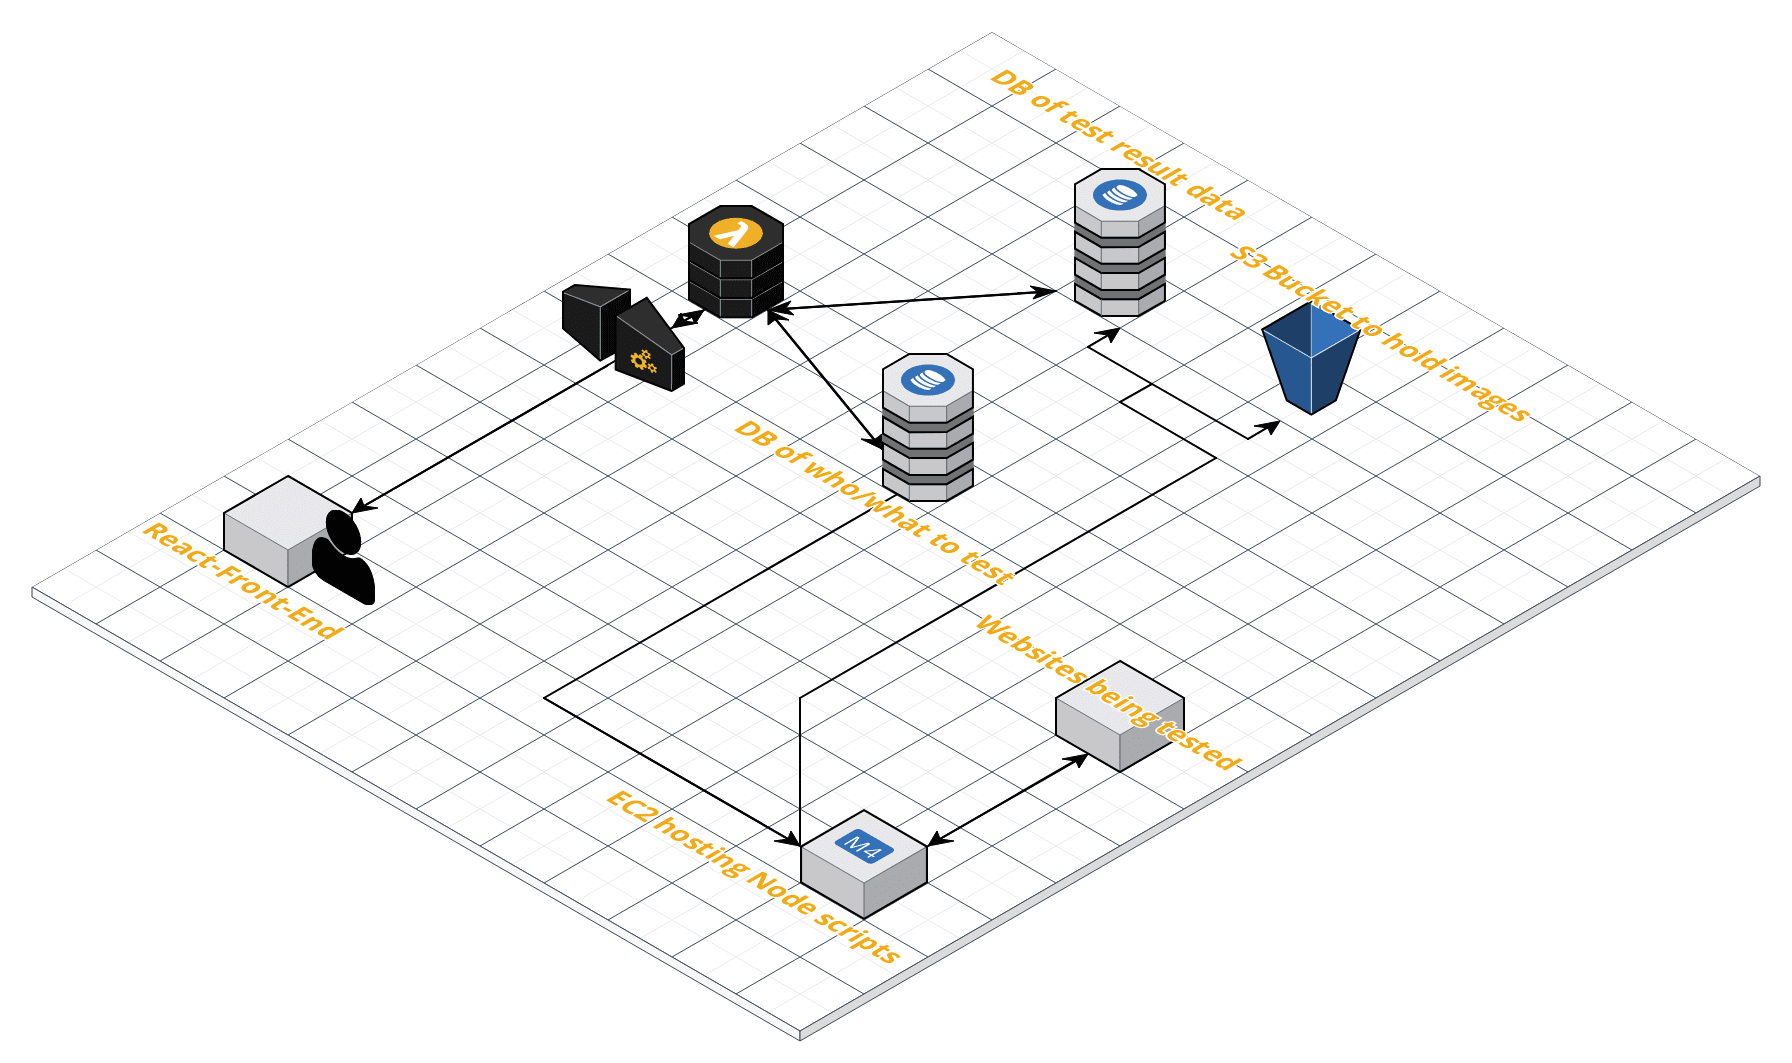 DB of test result data
λ
S3 Bucket to hold images
DB of who/what to test
React-Front-End
Websites being tested
EC2 hosting Node scripts
M4